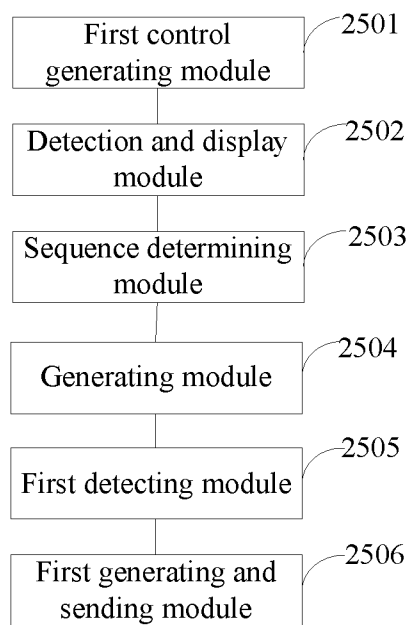 First control
generating module
2501
Detection and display
module
2502
Sequence determining
module
2503
Generating module
2504
First detecting module
2505
First generating and
sending module
2506